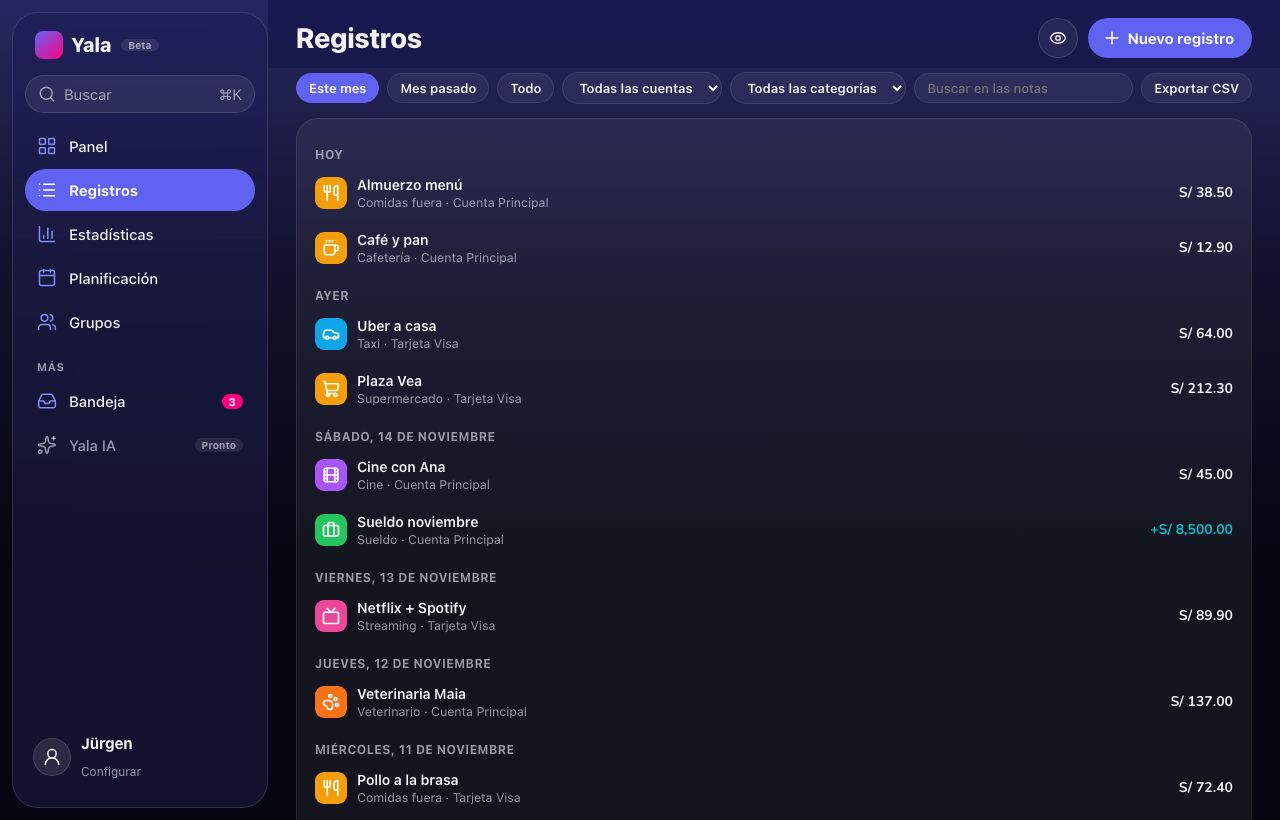 Yala Beta
Buscar ⌘K
Panel
Registros
Estadísticas
Planificación
Grupos
MÁS
Bandeja 3
Yala IA Pronto
Jürgen
Configurar
Registros
Nuevo registro
Este mes Mes pasado Todo Todas las cuentas Todas las categorías Buscar en las notas Exportar CSV
HOY
Almuerzo menú S/ 38.50
Comidas fuera · Cuenta Principal
Café y pan S/ 12.90
Cafetería · Cuenta Principal
AYER
Uber a casa S/ 64.00
Taxi · Tarjeta Visa
Plaza Vea S/ 212.30
Supermercado · Tarjeta Visa
SÁBADO, 14 DE NOVIEMBRE
Cine con Ana S/ 45.00
Cine · Cuenta Principal
Sueldo noviembre +S/ 8,500.00
Sueldo · Cuenta Principal
VIERNES, 13 DE NOVIEMBRE
Netflix + Spotify S/ 89.90
Streaming · Tarjeta Visa
JUEVES, 12 DE NOVIEMBRE
Veterinaria Maia S/ 137.00
Veterinario · Cuenta Principal
MIÉRCOLES, 11 DE NOVIEMBRE
Pollo a la brasa S/ 72.40
Comidas fuera · Tarjeta Visa